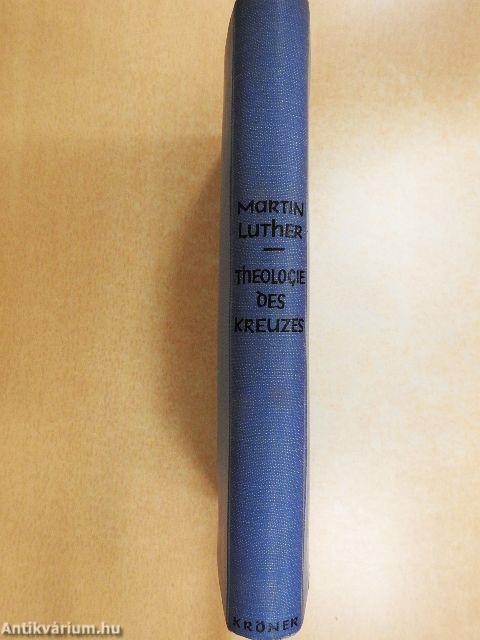 Martin
Luther
Theologie
des
Kreuzes
KRÖNER
Antikvárium.hu